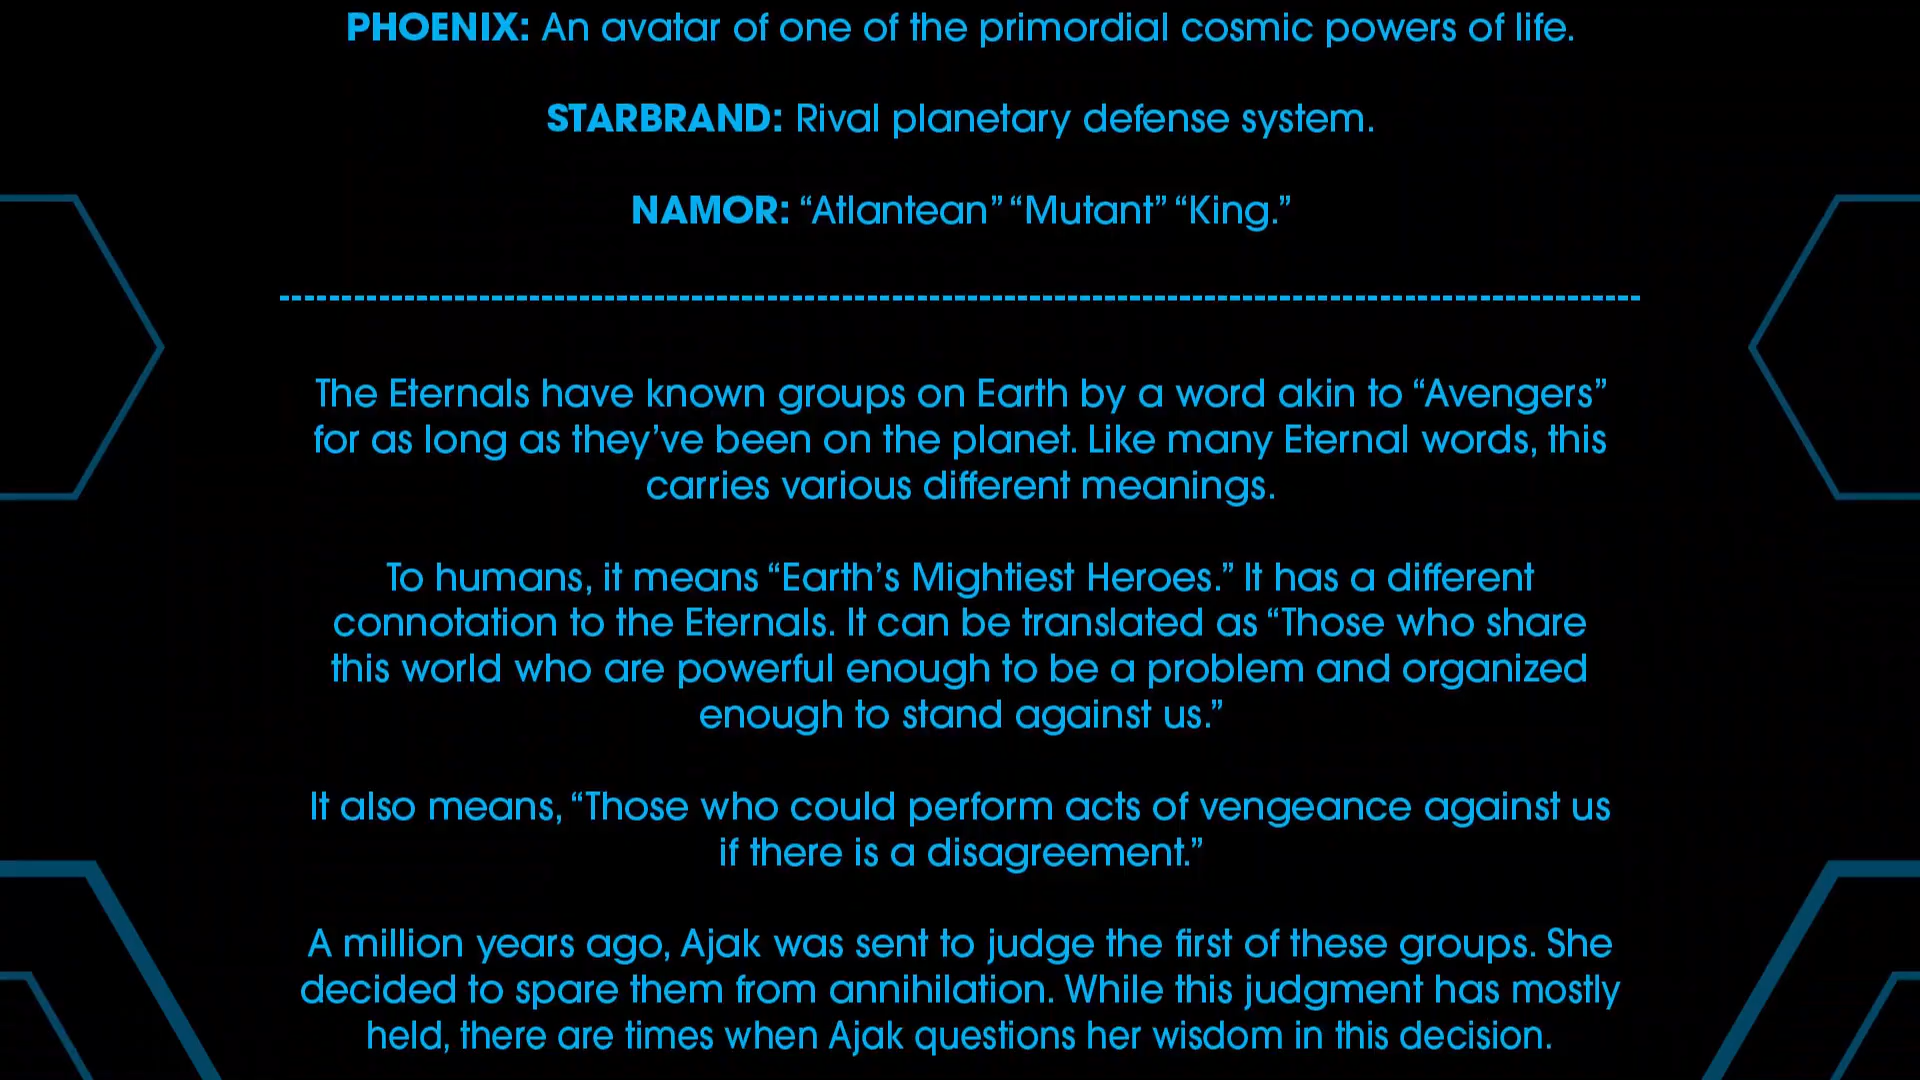 PHOENIX: An avatar of one of the primordial cosmic powers of life.
STARBRAND: Rival planetary defense system.
NAMOR: “Atlantean” “Mutant” “King.”
The Eternals have known groups on Earth by a word akin to “Avengers”
for as long as they’ve been on the planet. Like many Eternal words, this
carries various different meanings.
To humans, it means “Earth’s Mightiest Heroes.” It has a different
connotation to the Eternals. It can be translated as “Those who share
this world who are powerful enough to be a problem and organized
enough to stand against us.”
It also means, “Those who could perform acts of vengeance against us
if there is a disagreement.”
A million years ago, Ajak was sent to judge the first of these groups. She
decided to spare them from annihilation. While this judgment has mostly
held, there are times when Ajak questions her wisdom in this decision.